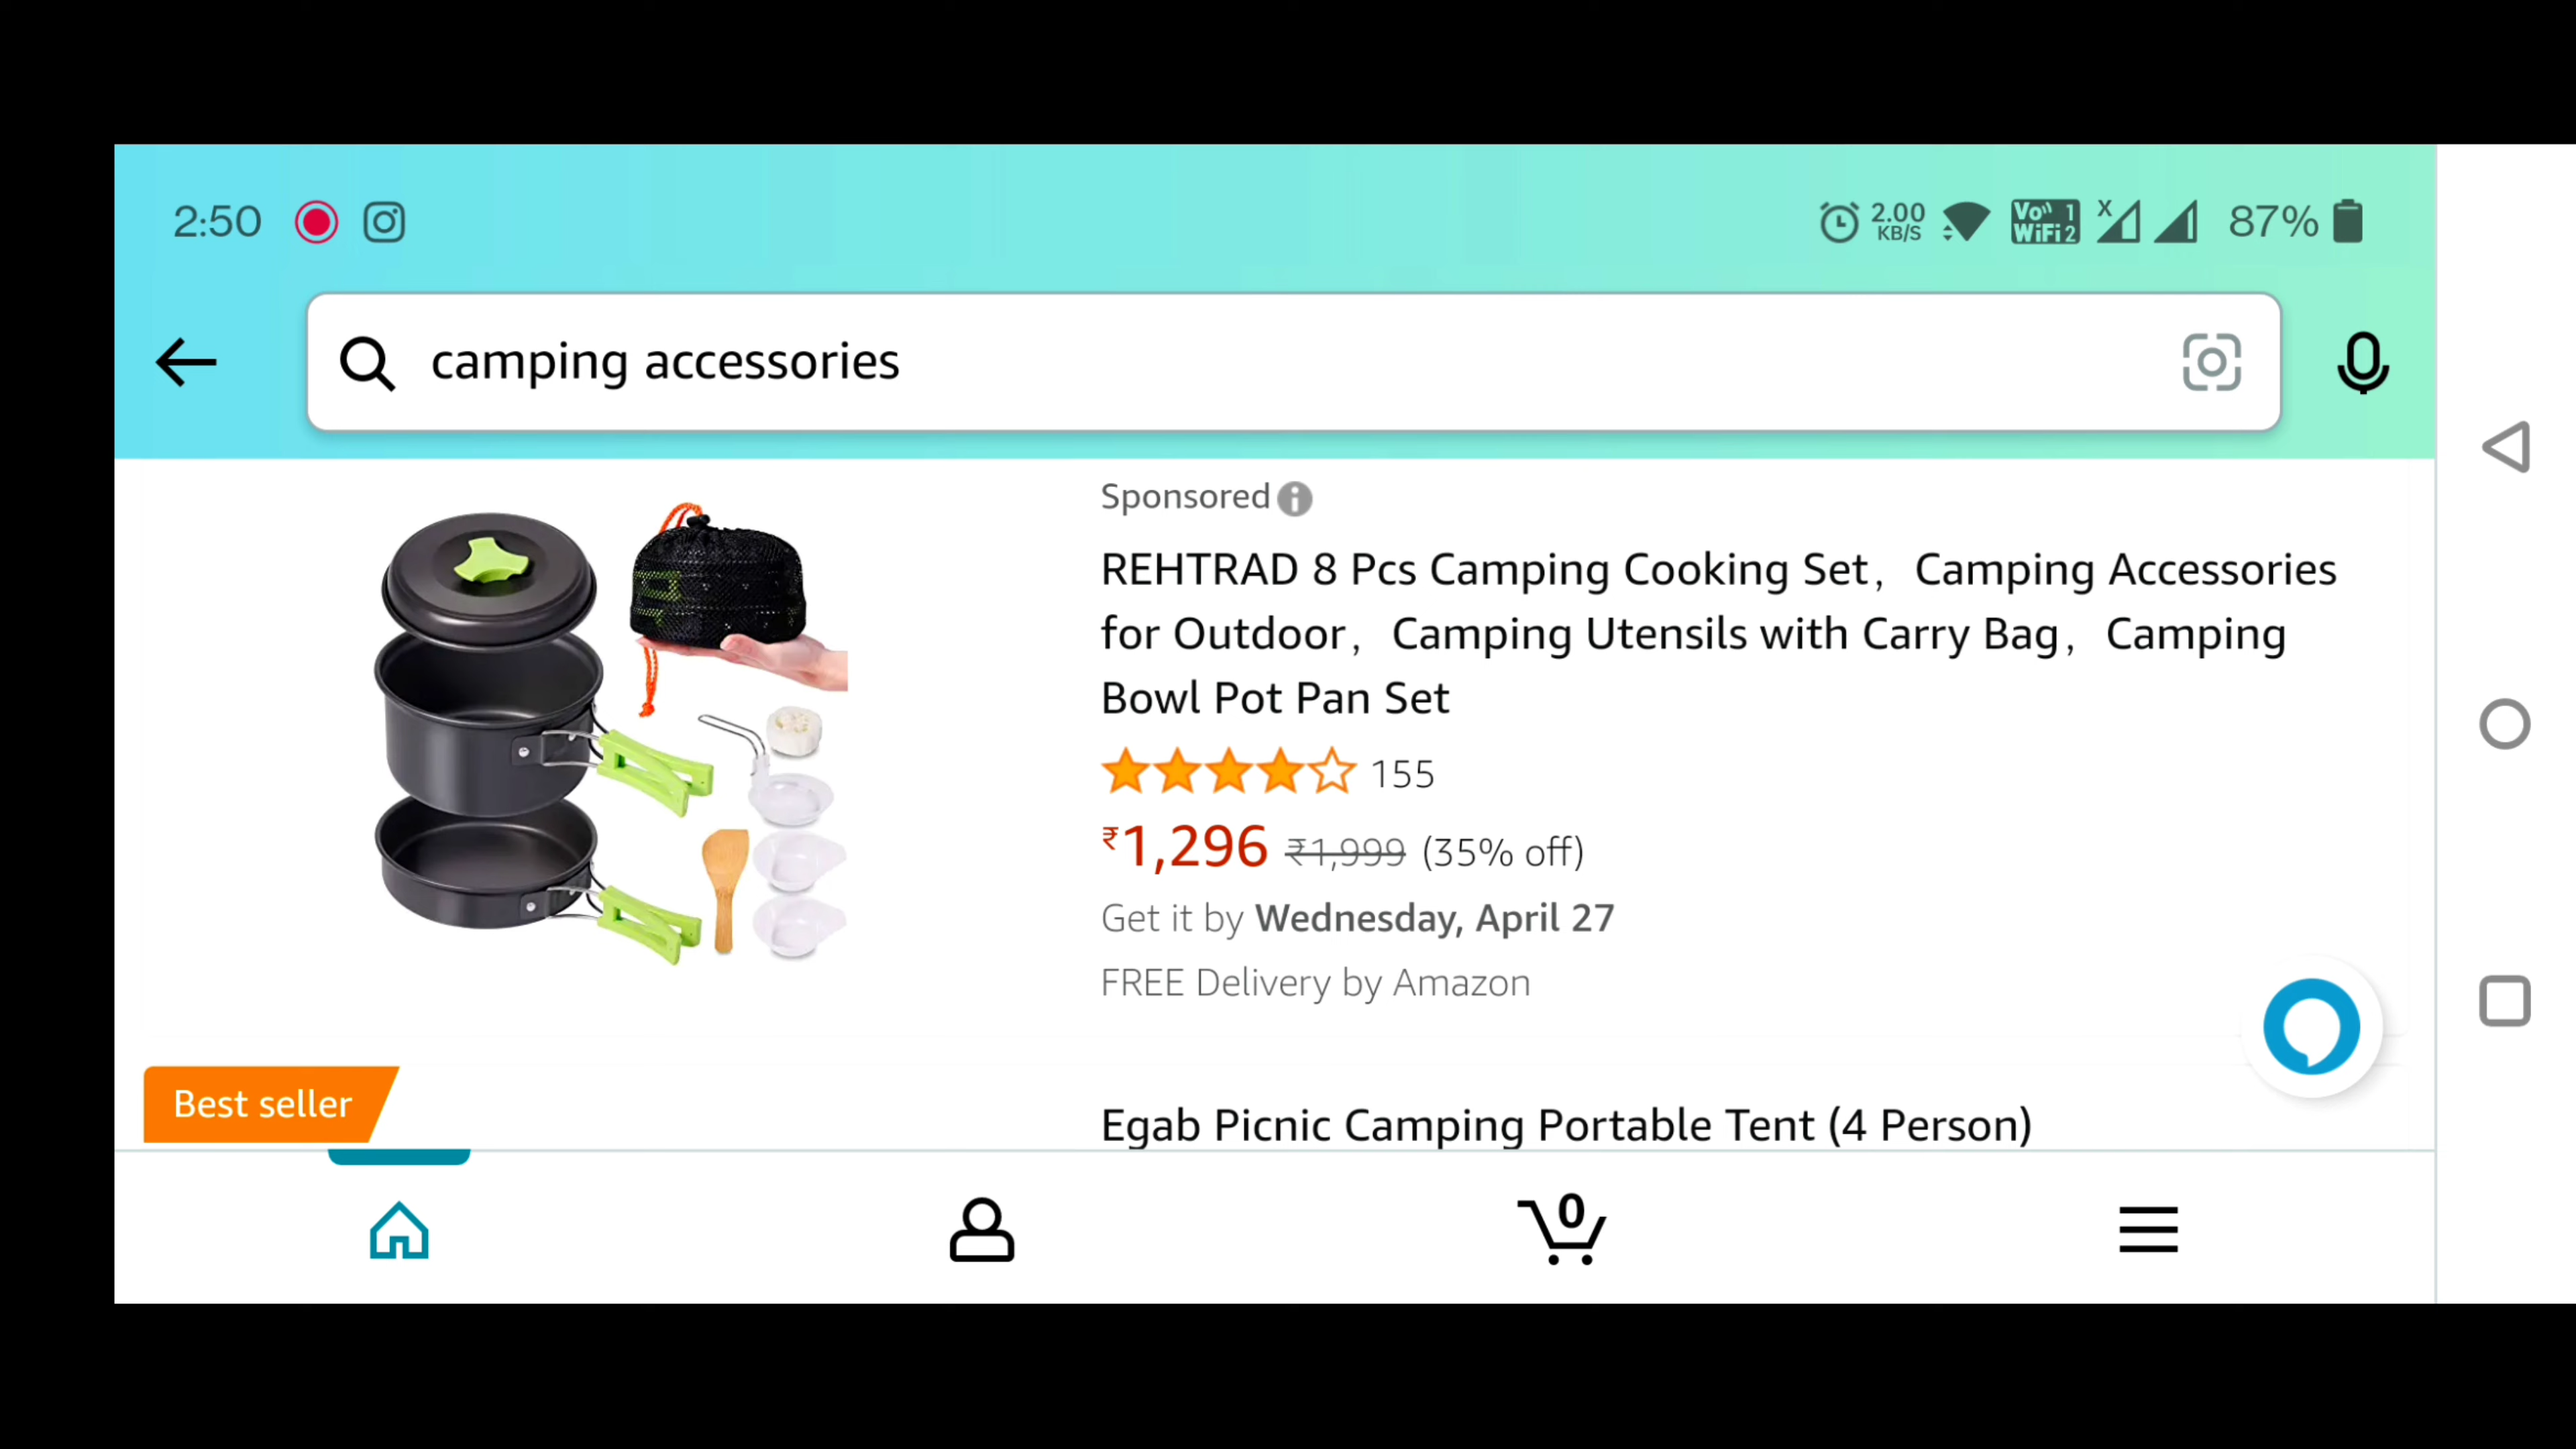 2:50
2.00
KB/S
Vo 1
WiFi 2
X
87%
camping accessories
Sponsored
REHTRAD 8 Pcs Camping Cooking Set，Camping Accessories
for Outdoor，Camping Utensils with Carry Bag，Camping
Bowl Pot Pan Set
155
₹1,296 ₹1,999 (35% off)
Get it by Wednesday, April 27
FREE Delivery by Amazon
Best seller
Egab Picnic Camping Portable Tent (4 Person)
0